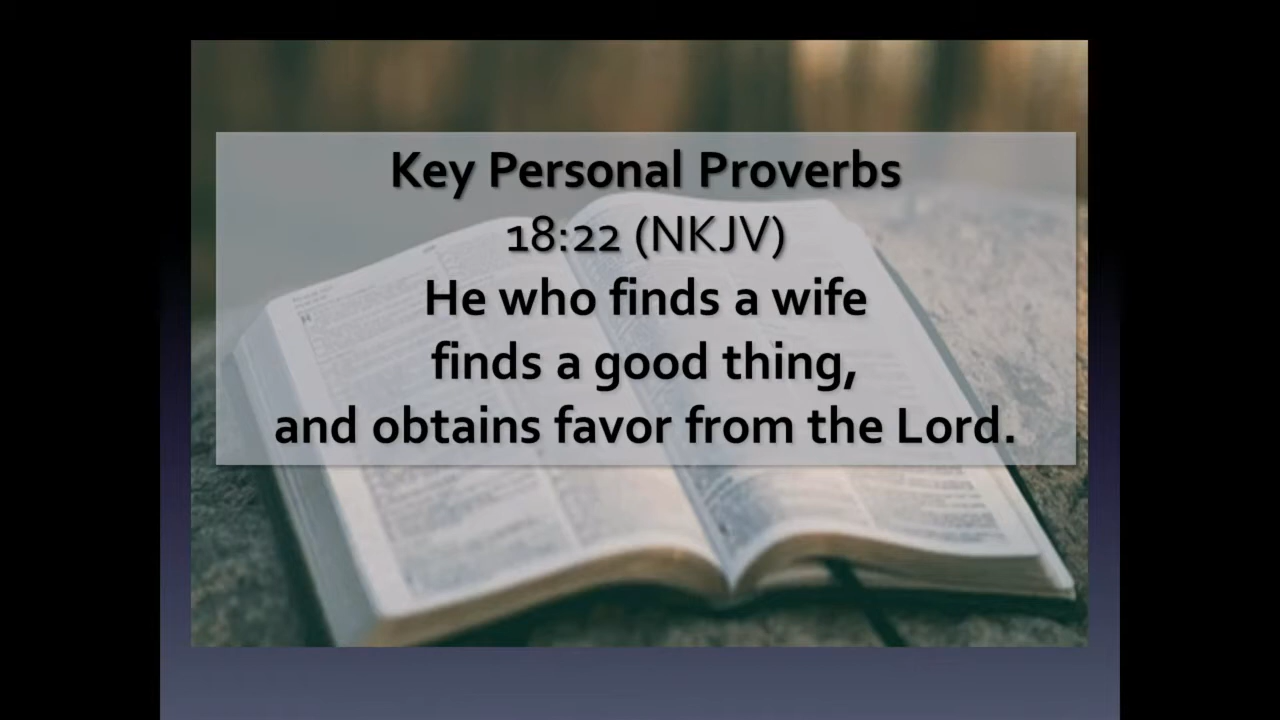 Key Personal Proverbs
18:22 (NKJV)
He who finds a wife
finds a good thing,
and obtains favor from the Lord.